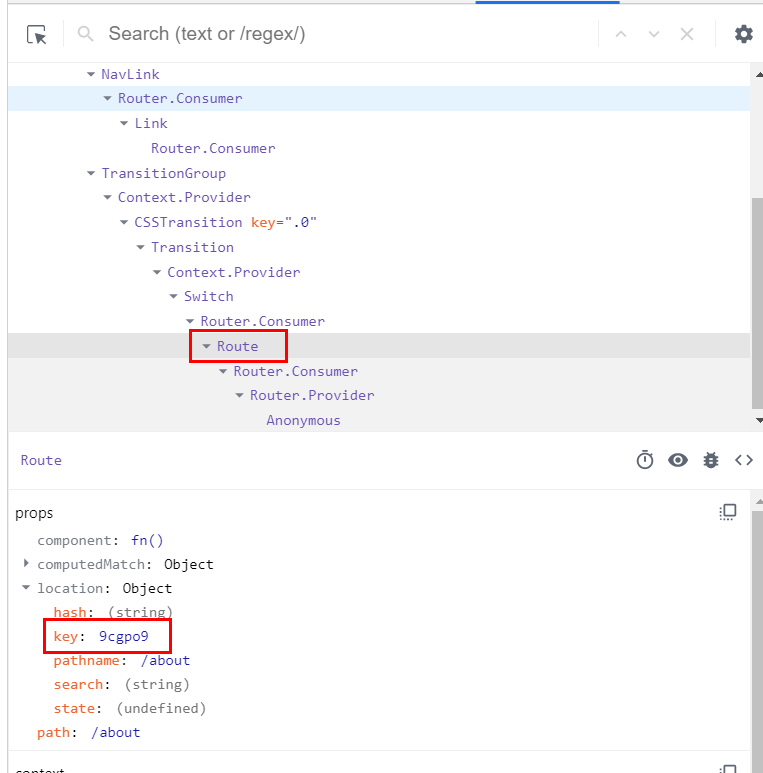 Search (text or /regex/)
NavLink
Router.Consumer
Link
Router.Consumer
TransitionGroup
Context.Provider
CSSTransition key=".0"
Transition
Context.Provider
Switch
Router.Consumer
Route
Router.Consumer
Router.Provider
Anonymous
Route
props
component: fn()
computedMatch: Object
location: Object
hash: (string)
key: 9cgpo9
pathname: /about
search: (string)
state: (undefined)
path: /about
context